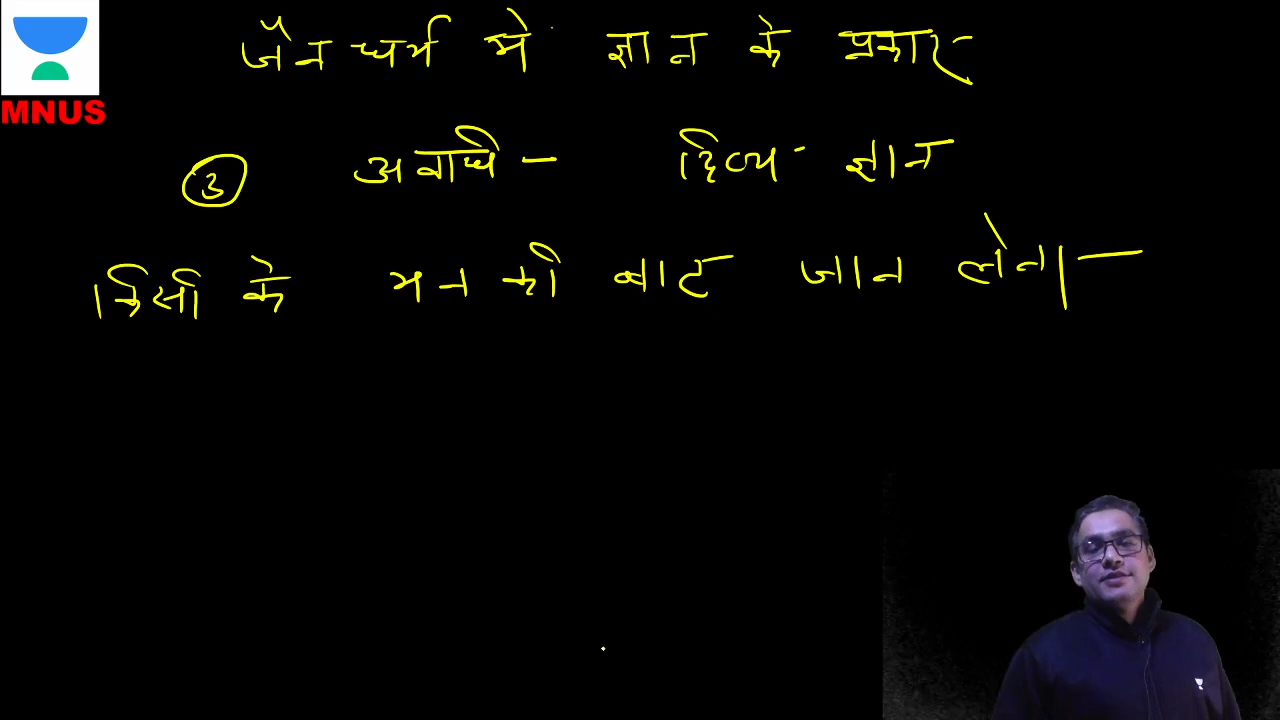 MNUS
जैन धर्म में ज्ञान के प्रकार
③ अवधि - दिव्य ज्ञान
किसी के मन की बात जान लेना -